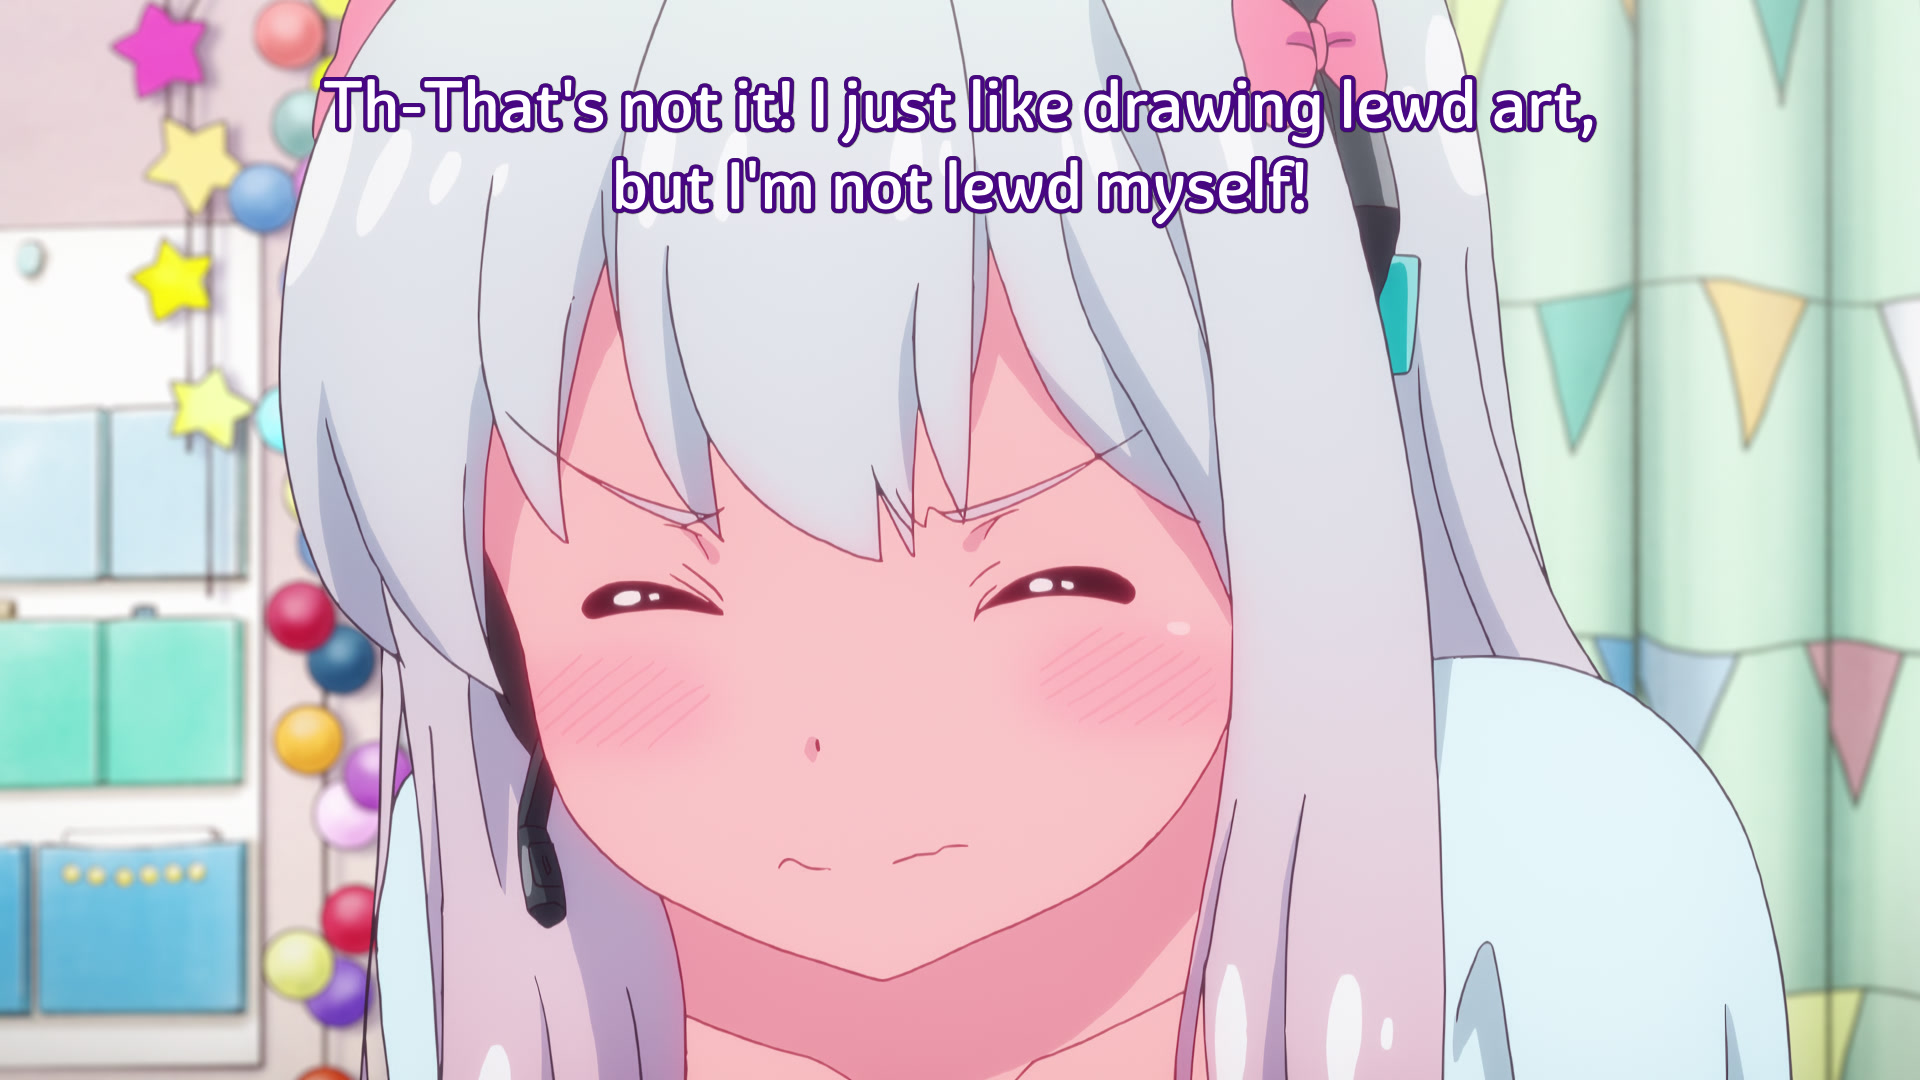 Th-That's not it! I just like drawing lewd art,
but I'm not lewd myself!